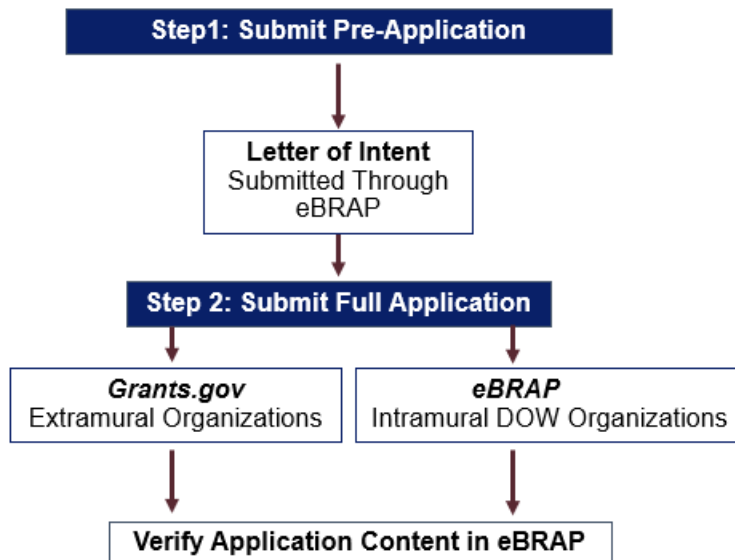 Step1: Submit Pre-Application
Letter of Intent
Submitted Through
eBRAP
Step 2: Submit Full Application
Grants.gov
Extramural Organizations
eBRAP
Intramural DOW Organizations
Verify Application Content in eBRAP